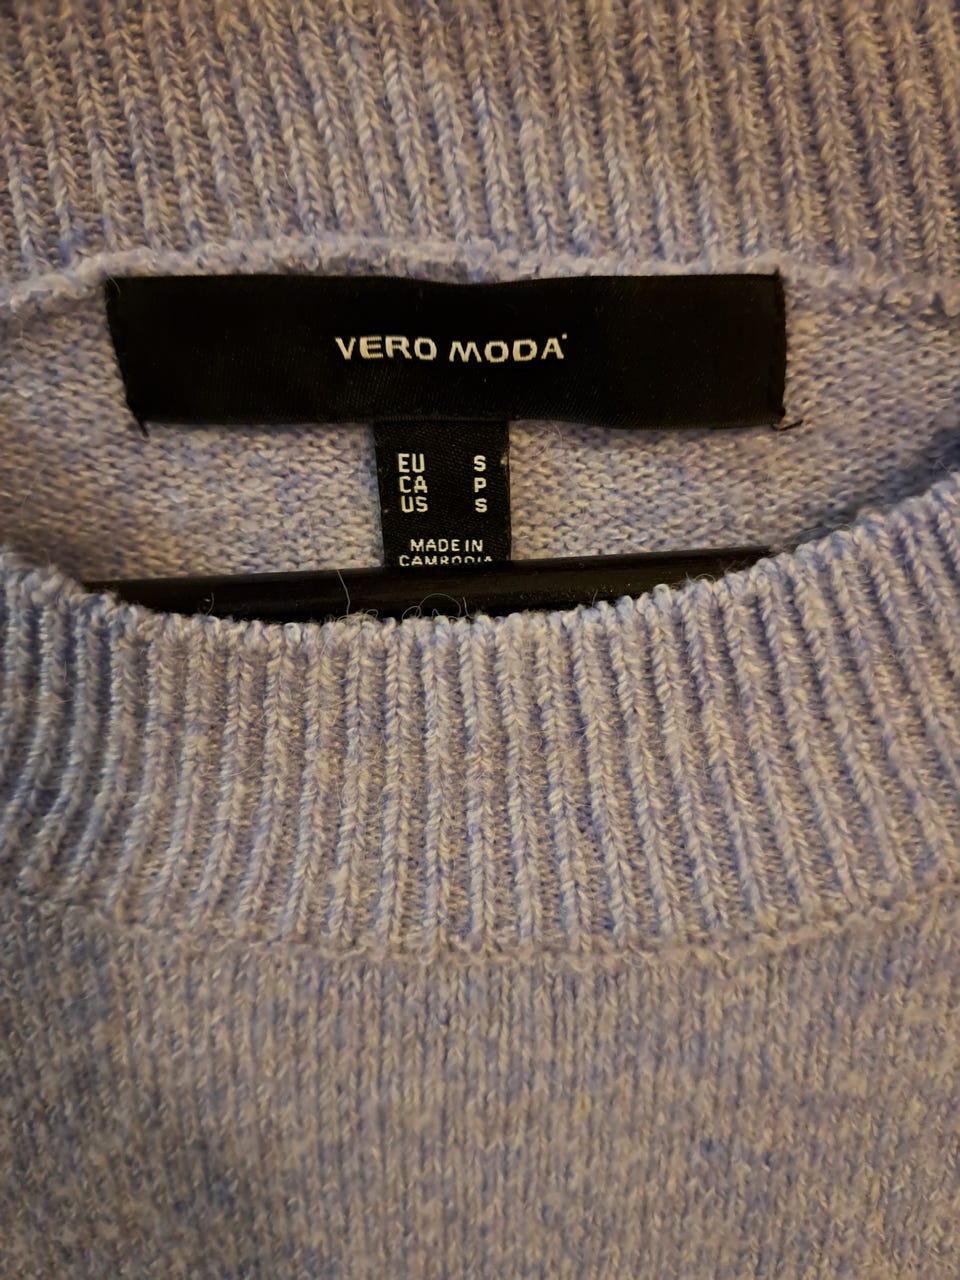 VERO MODA
EU S
CA P
US S
MADE IN
CAMBODIA